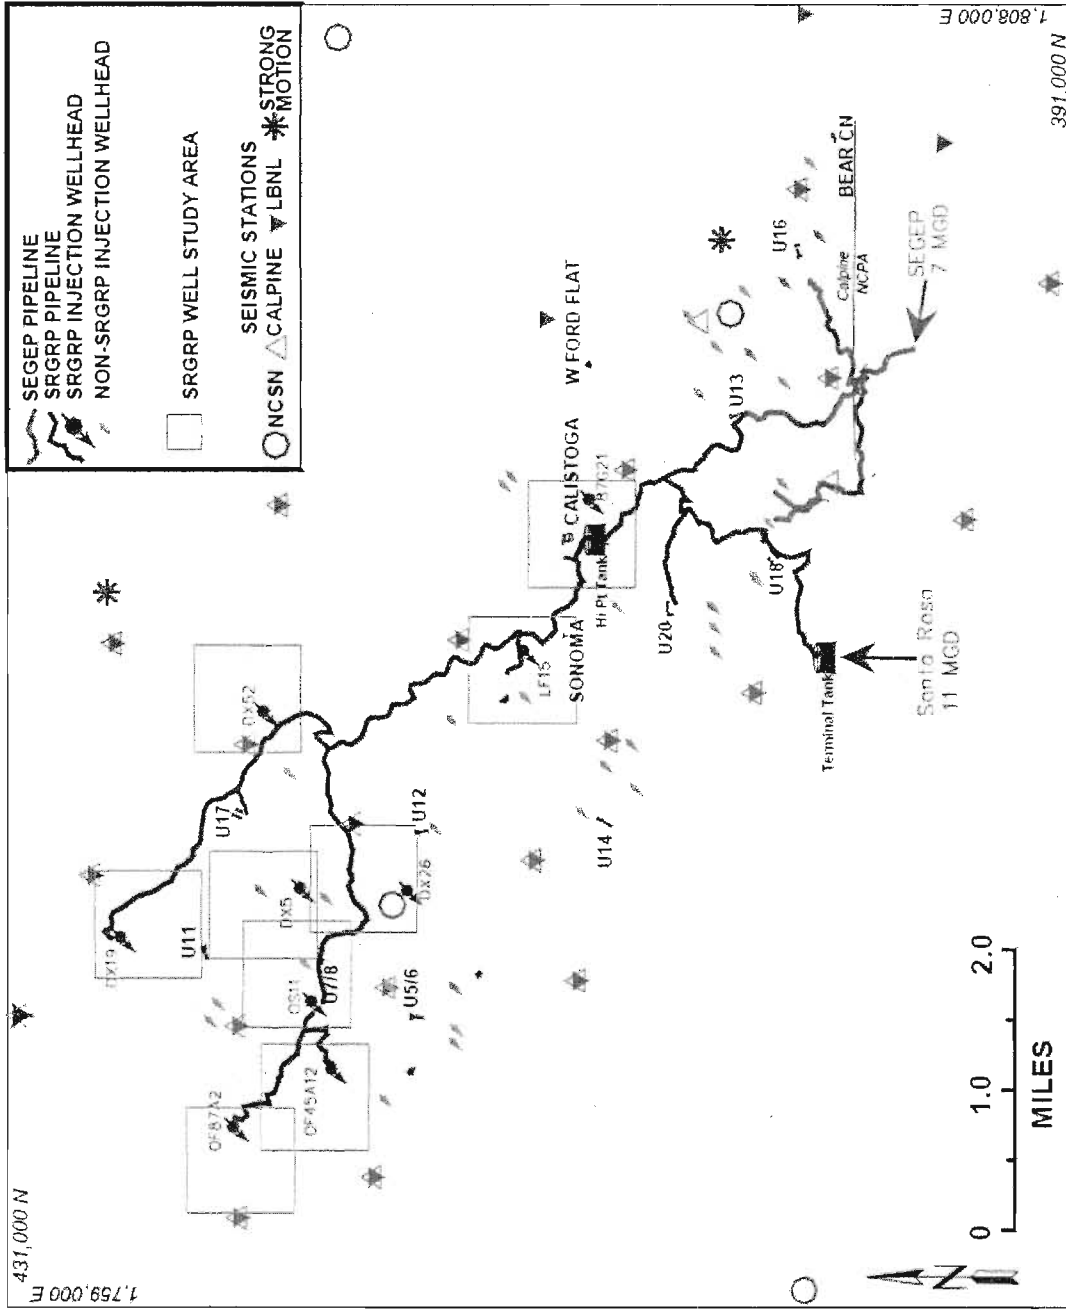 431,000 N
1,759,000 E
SEGEP PIPELINE
SRGRP PIPELINE
SRGRP INJECTION WELLHEAD
NON-SRGRP INJECTION WELLHEAD
SRGRP WELL STUDY AREA
SEISMIC STATIONS
NCSN CALPINE LBNL STRONG MOTION
OF87A2
OF45A12
OS11
U7/8
U5/6
U11
DX19
DX5
DX26
U12
U17
DX52
U14
LF15
SONOMA
Hi Pt Tank
CALISTOGA
B7G21
W FORD FLAT
U20
U18
U13
U16
Terminal Tank
Santa Rosa
11 MGD
Calpine
NCPA
BEAR CN
SEGEP
7 MGD
0 1.0 2.0
MILES
N
1,808,000 E
391,000 N